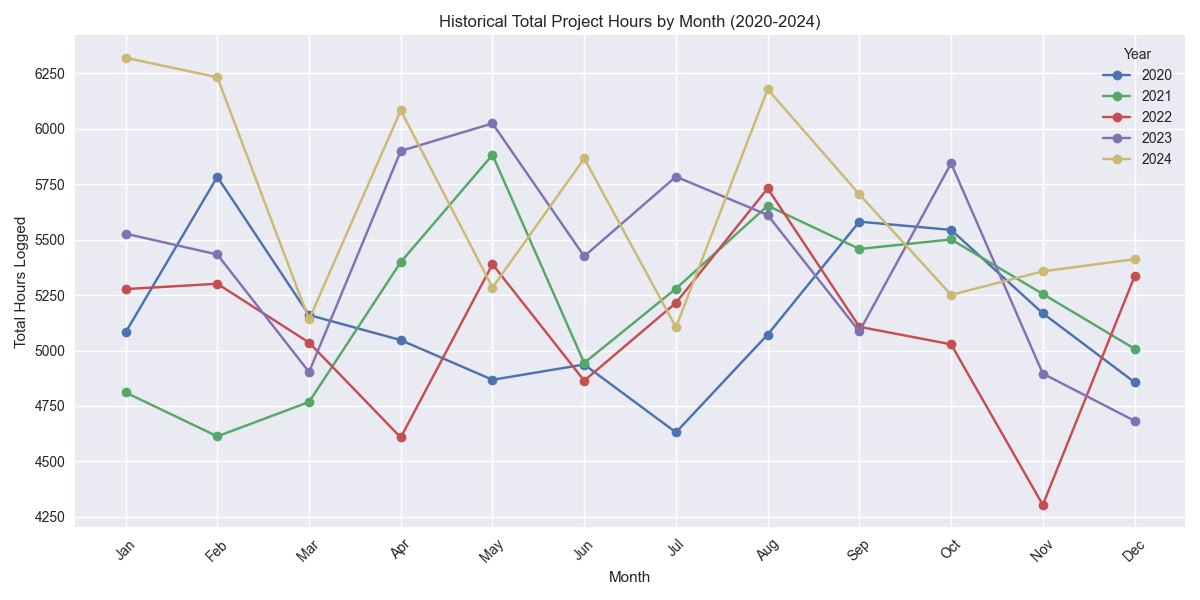 Historical Total Project Hours by Month (2020-2024)
Year
2020
2021
2022
2023
2024
Total Hours Logged
6250
6000
5750
5500
5250
5000
4750
4500
4250
Jan
Feb
Mar
Apr
May
Jun
Jul
Aug
Sep
Oct
Nov
Dec
Month